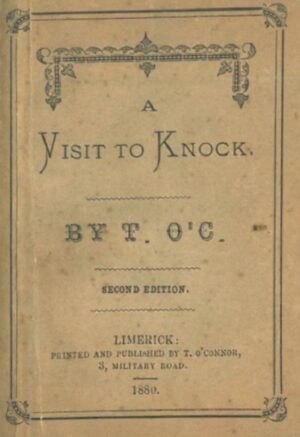 A
VISIT TO KNOCK.
BY T. O'C.
SECOND EDITION.
LIMERICK:
PRINTED AND PUBLISHED BY T. O'CONNOR,
3, MILITARY ROAD.
1880.